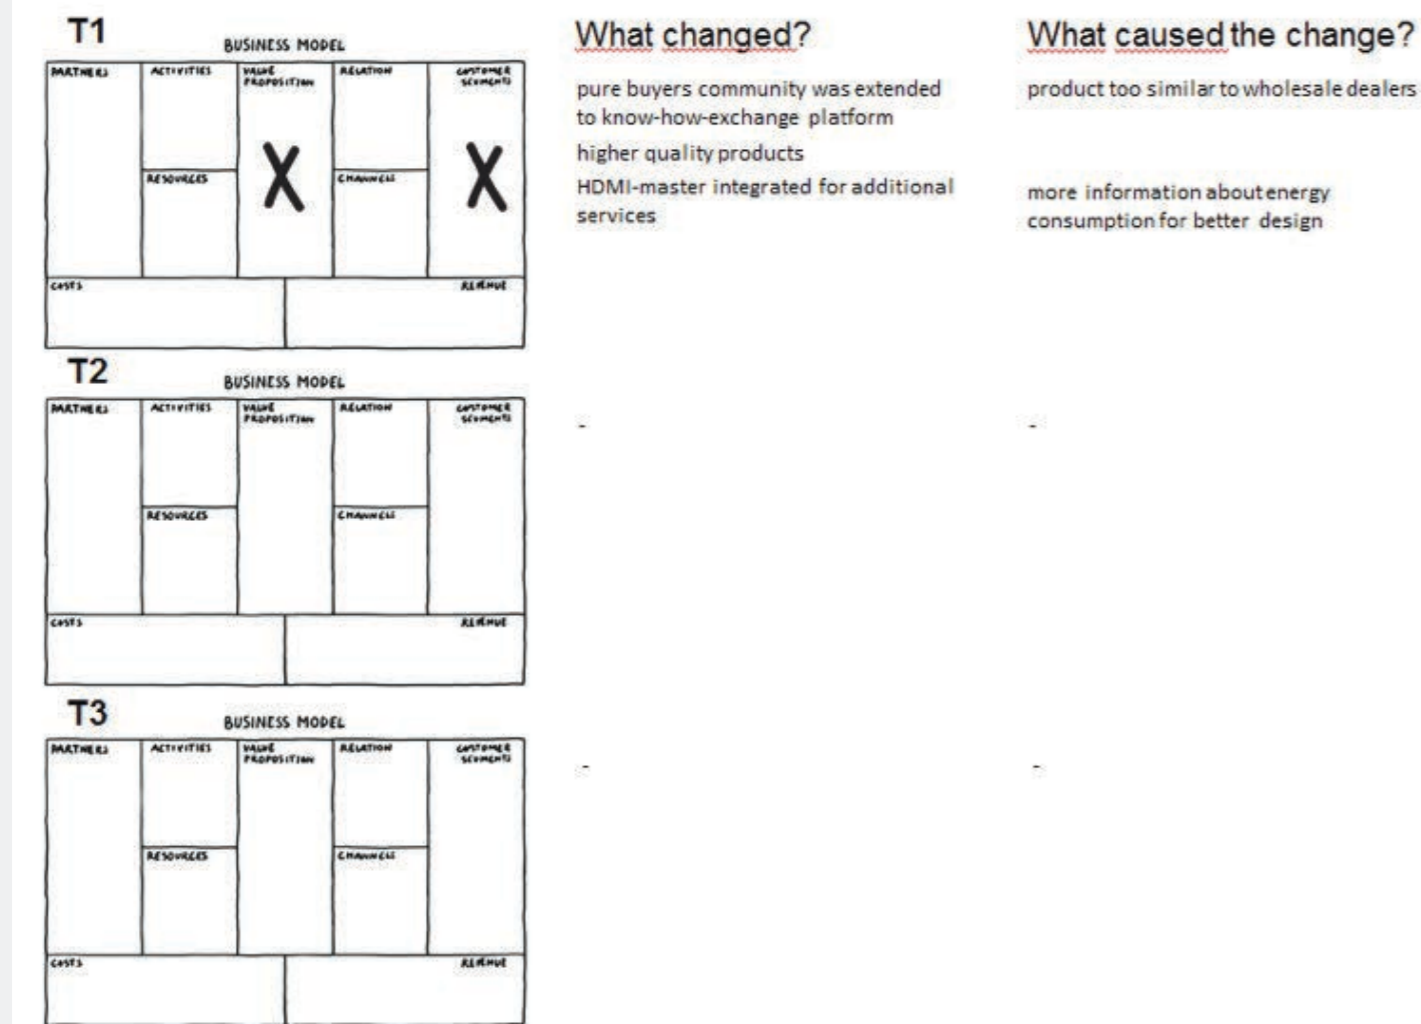 T1
BUSINESS MODEL
PARTNERS
ACTIVITIES
VALUE
PROPOSITION
RELATION
CUSTOMER
SEGMENTS
RESOURCES
CHANNELS
X
X
COSTS
REVENUE
What changed?
pure buyers community was extended
to know-how-exchange platform
higher quality products
HDMI-master integrated for additional
services
What caused the change?
product too similar to wholesale dealers
more information about energy
consumption for better design
T2
BUSINESS MODEL
PARTNERS
ACTIVITIES
VALUE
PROPOSITION
RELATION
CUSTOMER
SEGMENTS
RESOURCES
CHANNELS
COSTS
REVENUE
-
-
T3
BUSINESS MODEL
PARTNERS
ACTIVITIES
VALUE
PROPOSITION
RELATION
CUSTOMER
SEGMENTS
RESOURCES
CHANNELS
COSTS
REVENUE
-
-